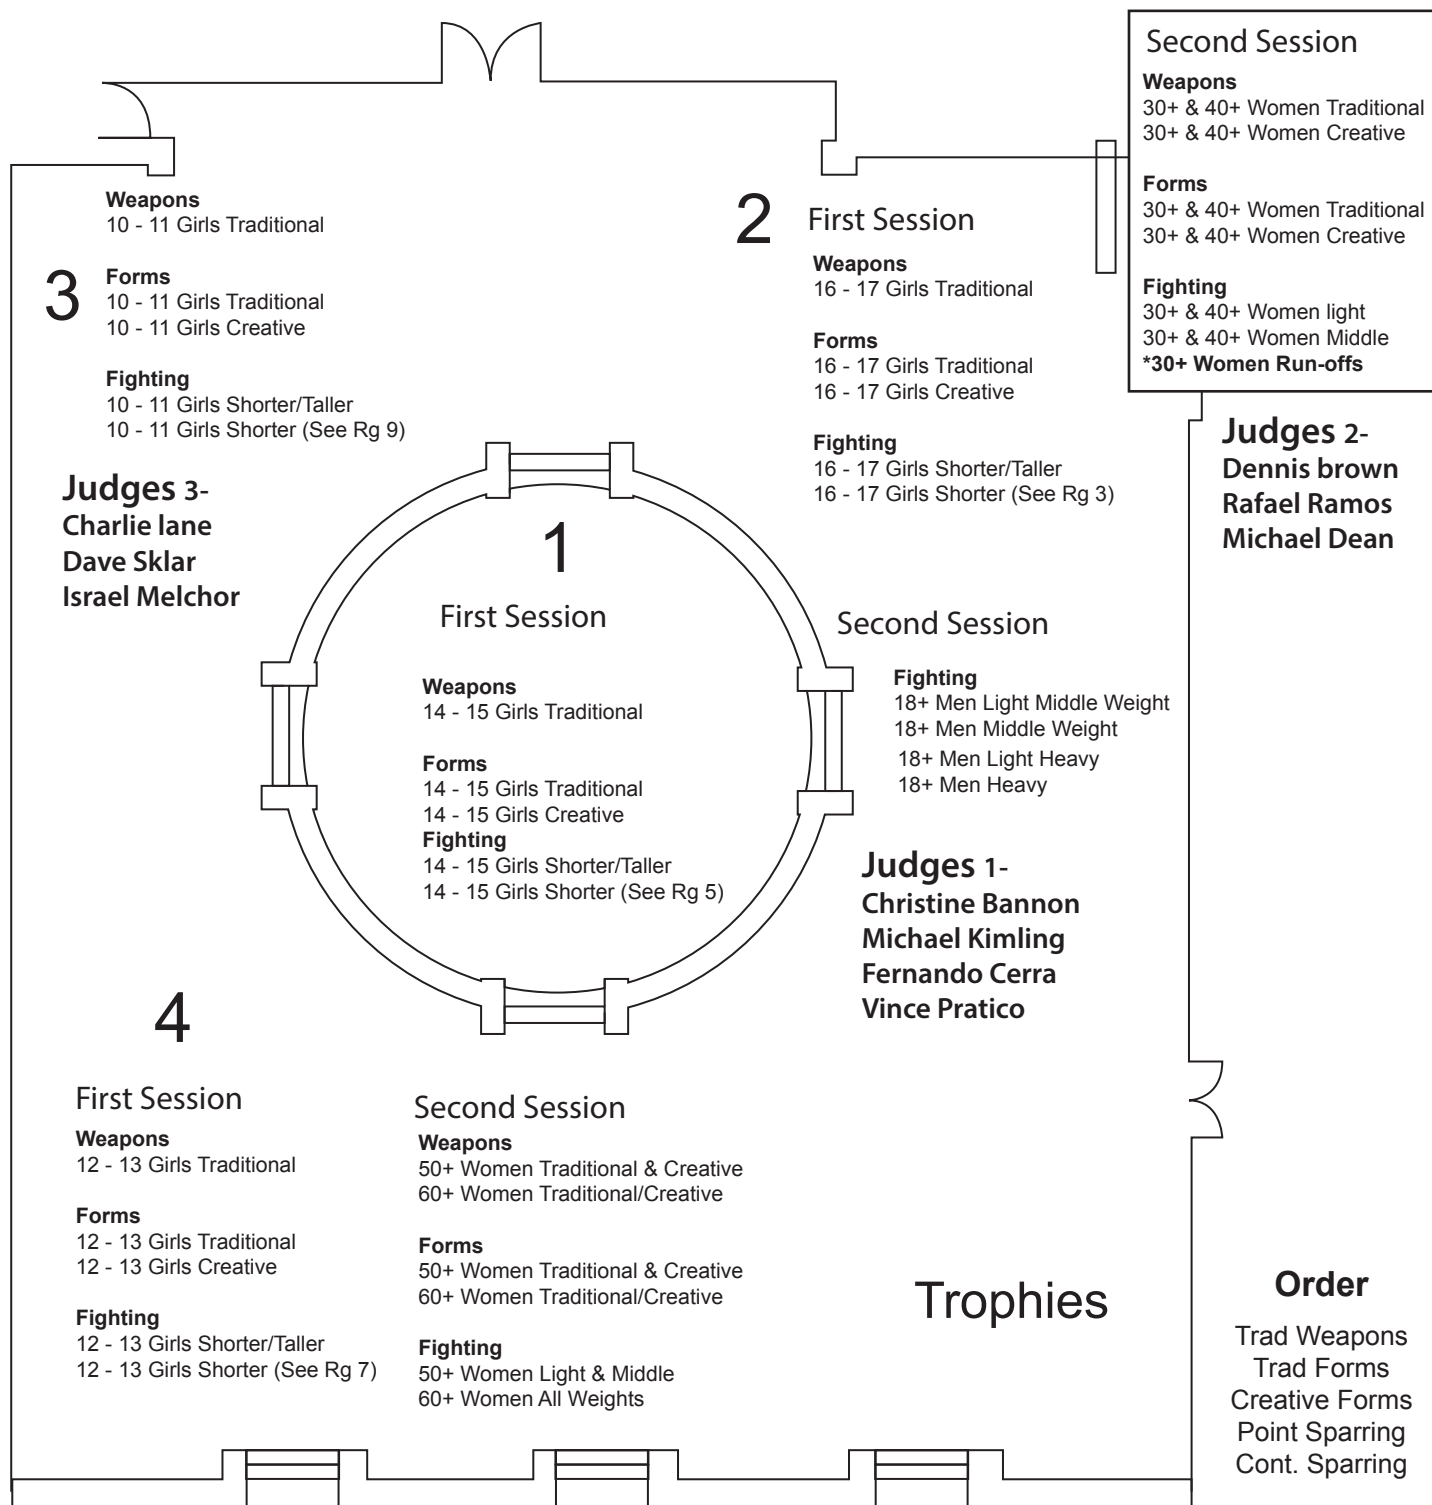 Second Session
Weapons
30+ & 40+ Women Traditional
30+ & 40+ Women Creative
Forms
30+ & 40+ Women Traditional
30+ & 40+ Women Creative
Fighting
30+ & 40+ Women light
30+ & 40+ Women Middle
*30+ Women Run-offs
Judges 2-
Dennis brown
Rafael Ramos
Michael Dean
2
First Session
Weapons
16 - 17 Girls Traditional
Forms
16 - 17 Girls Traditional
16 - 17 Girls Creative
Fighting
16 - 17 Girls Shorter/Taller
16 - 17 Girls Shorter (See Rg 3)
3
Weapons
10 - 11 Girls Traditional
Forms
10 - 11 Girls Traditional
10 - 11 Girls Creative
Fighting
10 - 11 Girls Shorter/Taller
10 - 11 Girls Shorter (See Rg 9)
Judges 3-
Charlie lane
Dave Sklar
Israel Melchor
1
First Session
Weapons
14 - 15 Girls Traditional
Forms
14 - 15 Girls Traditional
14 - 15 Girls Creative
Fighting
14 - 15 Girls Shorter/Taller
14 - 15 Girls Shorter (See Rg 5)
Second Session
Fighting
18+ Men Light Middle Weight
18+ Men Middle Weight
18+ Men Light Heavy
18+ Men Heavy
Judges 1-
Christine Bannon
Michael Kimling
Fernando Cerra
Vince Pratico
4
First Session
Weapons
12 - 13 Girls Traditional
Forms
12 - 13 Girls Traditional
12 - 13 Girls Creative
Fighting
12 - 13 Girls Shorter/Taller
12 - 13 Girls Shorter (See Rg 7)
Second Session
Weapons
50+ Women Traditional & Creative
60+ Women Traditional/Creative
Forms
50+ Women Traditional & Creative
60+ Women Traditional/Creative
Fighting
50+ Women Light & Middle
60+ Women All Weights
Trophies
Order
Trad Weapons
Trad Forms
Creative Forms
Point Sparring
Cont. Sparring